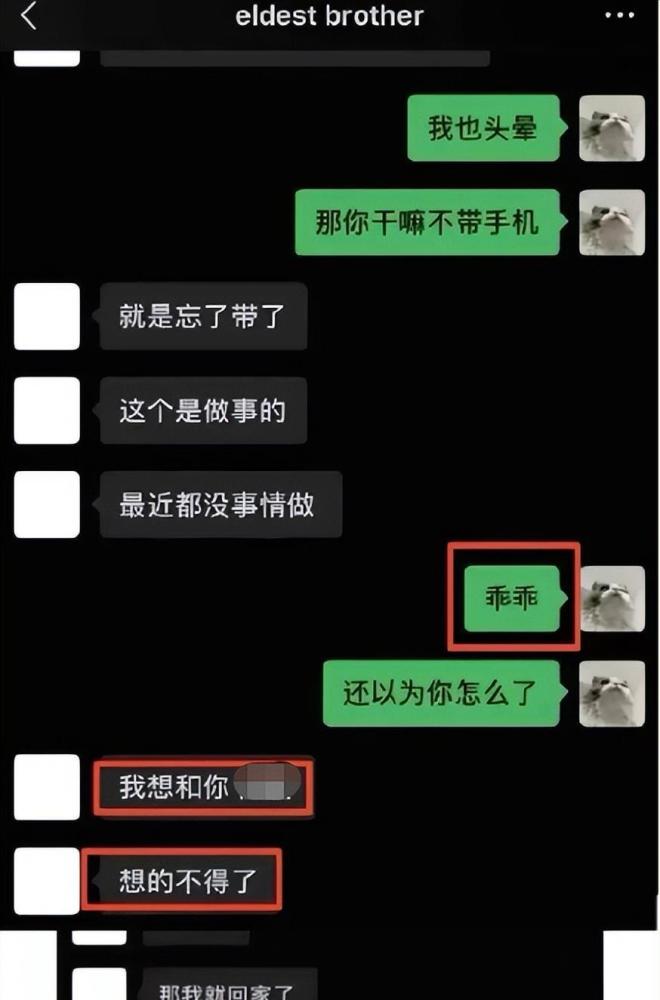 eldest brother
我也头晕
那你干嘛不带手机
就是忘了带了
这个是做事的
最近都没事情做
乖乖
还以为你怎么了
我想和你
想的不得了
那我就回家了